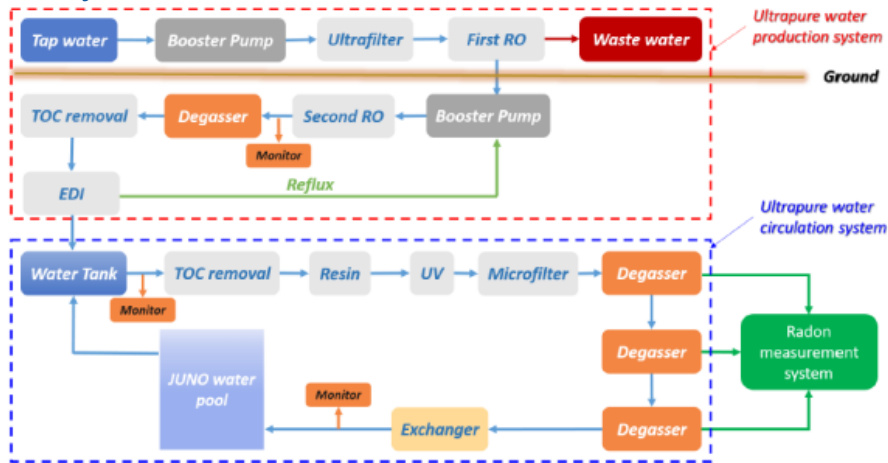 Ultrapure water
production system
Tap water
Booster Pump
Ultrafilter
First RO
Waste water
Ground
TOC removal
Degasser
Second RO
Booster Pump
Monitor
EDI
Reflux
Ultrapure water
circulation system
Water Tank
TOC removal
Resin
UV
Microfilter
Degasser
Monitor
Radon
measurement
system
Degasser
JUNO water
pool
Monitor
Exchanger
Degasser